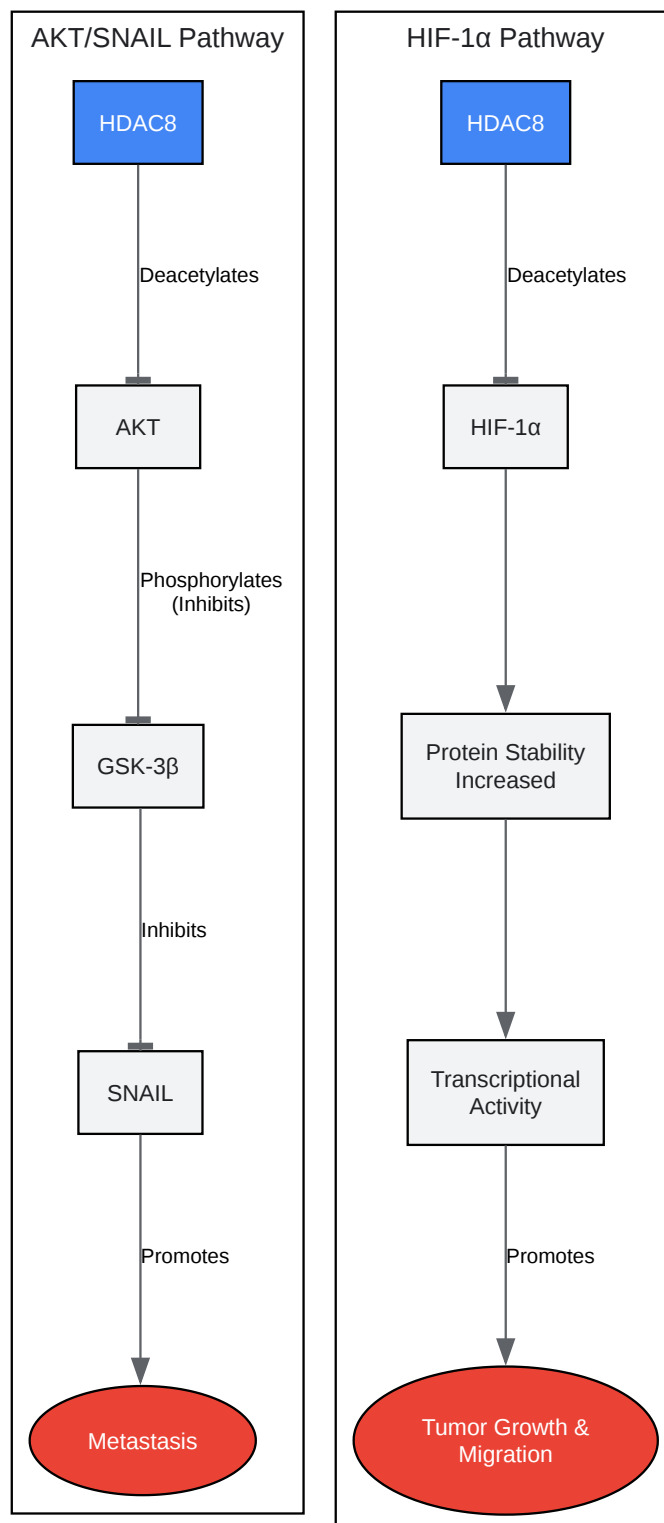 AKT/SNAIL Pathway
HDAC8
Deacetylates
AKT
Phosphorylates
(Inhibits)
GSK-3β
Inhibits
SNAIL
Promotes
Metastasis
HIF-1α Pathway
HDAC8
Deacetylates
HIF-1α
Protein Stability
Increased
Transcriptional
Activity
Promotes
Tumor Growth &
Migration